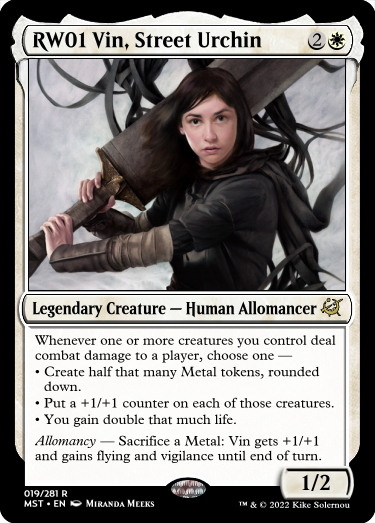 RW01 Vin, Street Urchin 2
Legendary Creature — Human Allomancer
Whenever one or more creatures you control deal
combat damage to a player, choose one —
• Create half that many Metal tokens, rounded
down.
• Put a +1/+1 counter on each of those creatures.
• You gain double that much life.
Allomancy — Sacrifice a Metal: Vin gets +1/+1
and gains flying and vigilance until end of turn.
1/2
019/281 R
MST • EN Miranda Meeks
™ & © 2022 Kike Solernou